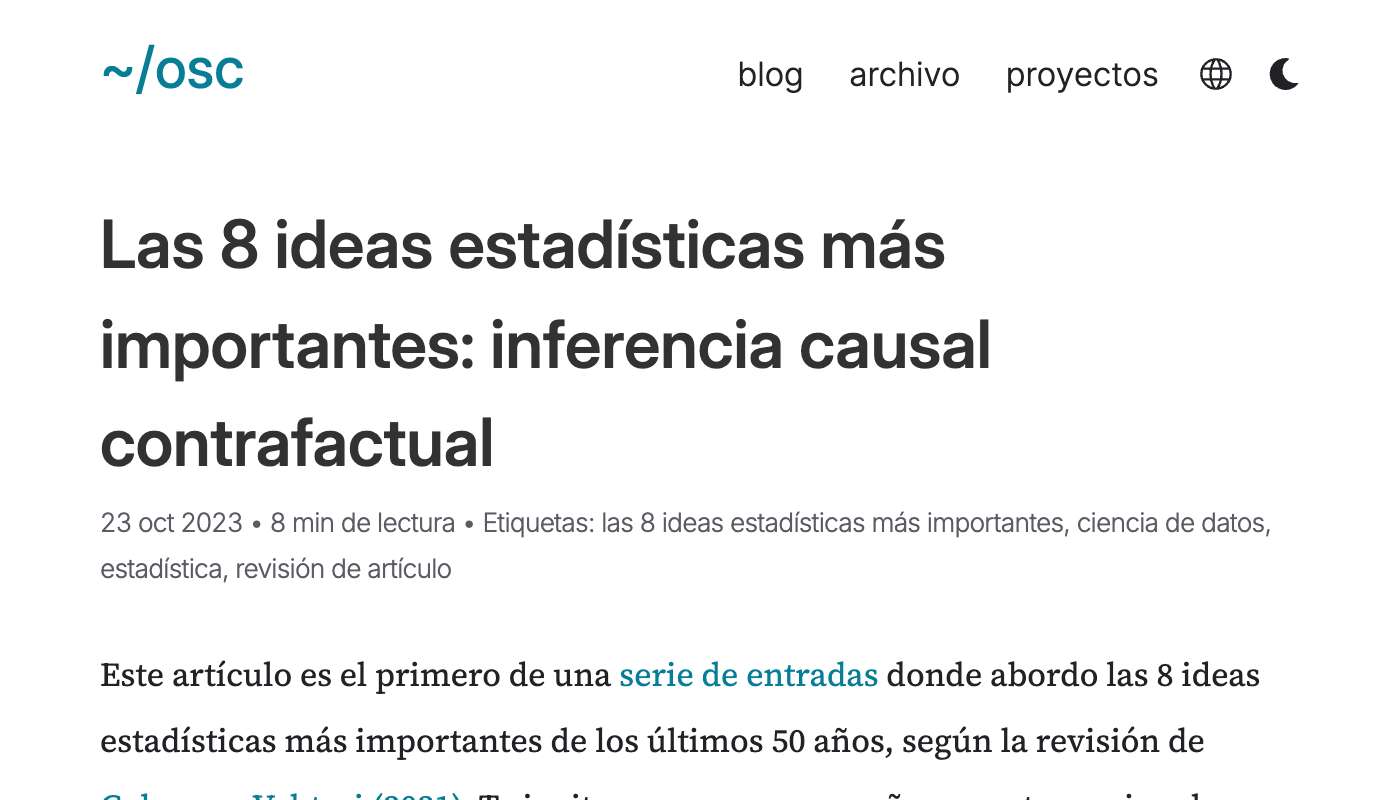 ~/osc
blog archivo proyectos
Las 8 ideas estadísticas más
importantes: inferencia causal
contrafactual
23 oct 2023 • 8 min de lectura • Etiquetas: las 8 ideas estadísticas más importantes, ciencia de datos,
estadística, revisión de artículo
Este artículo es el primero de una serie de entradas donde abordo las 8 ideas
estadísticas más importantes de los últimos 50 años, según la revisión de